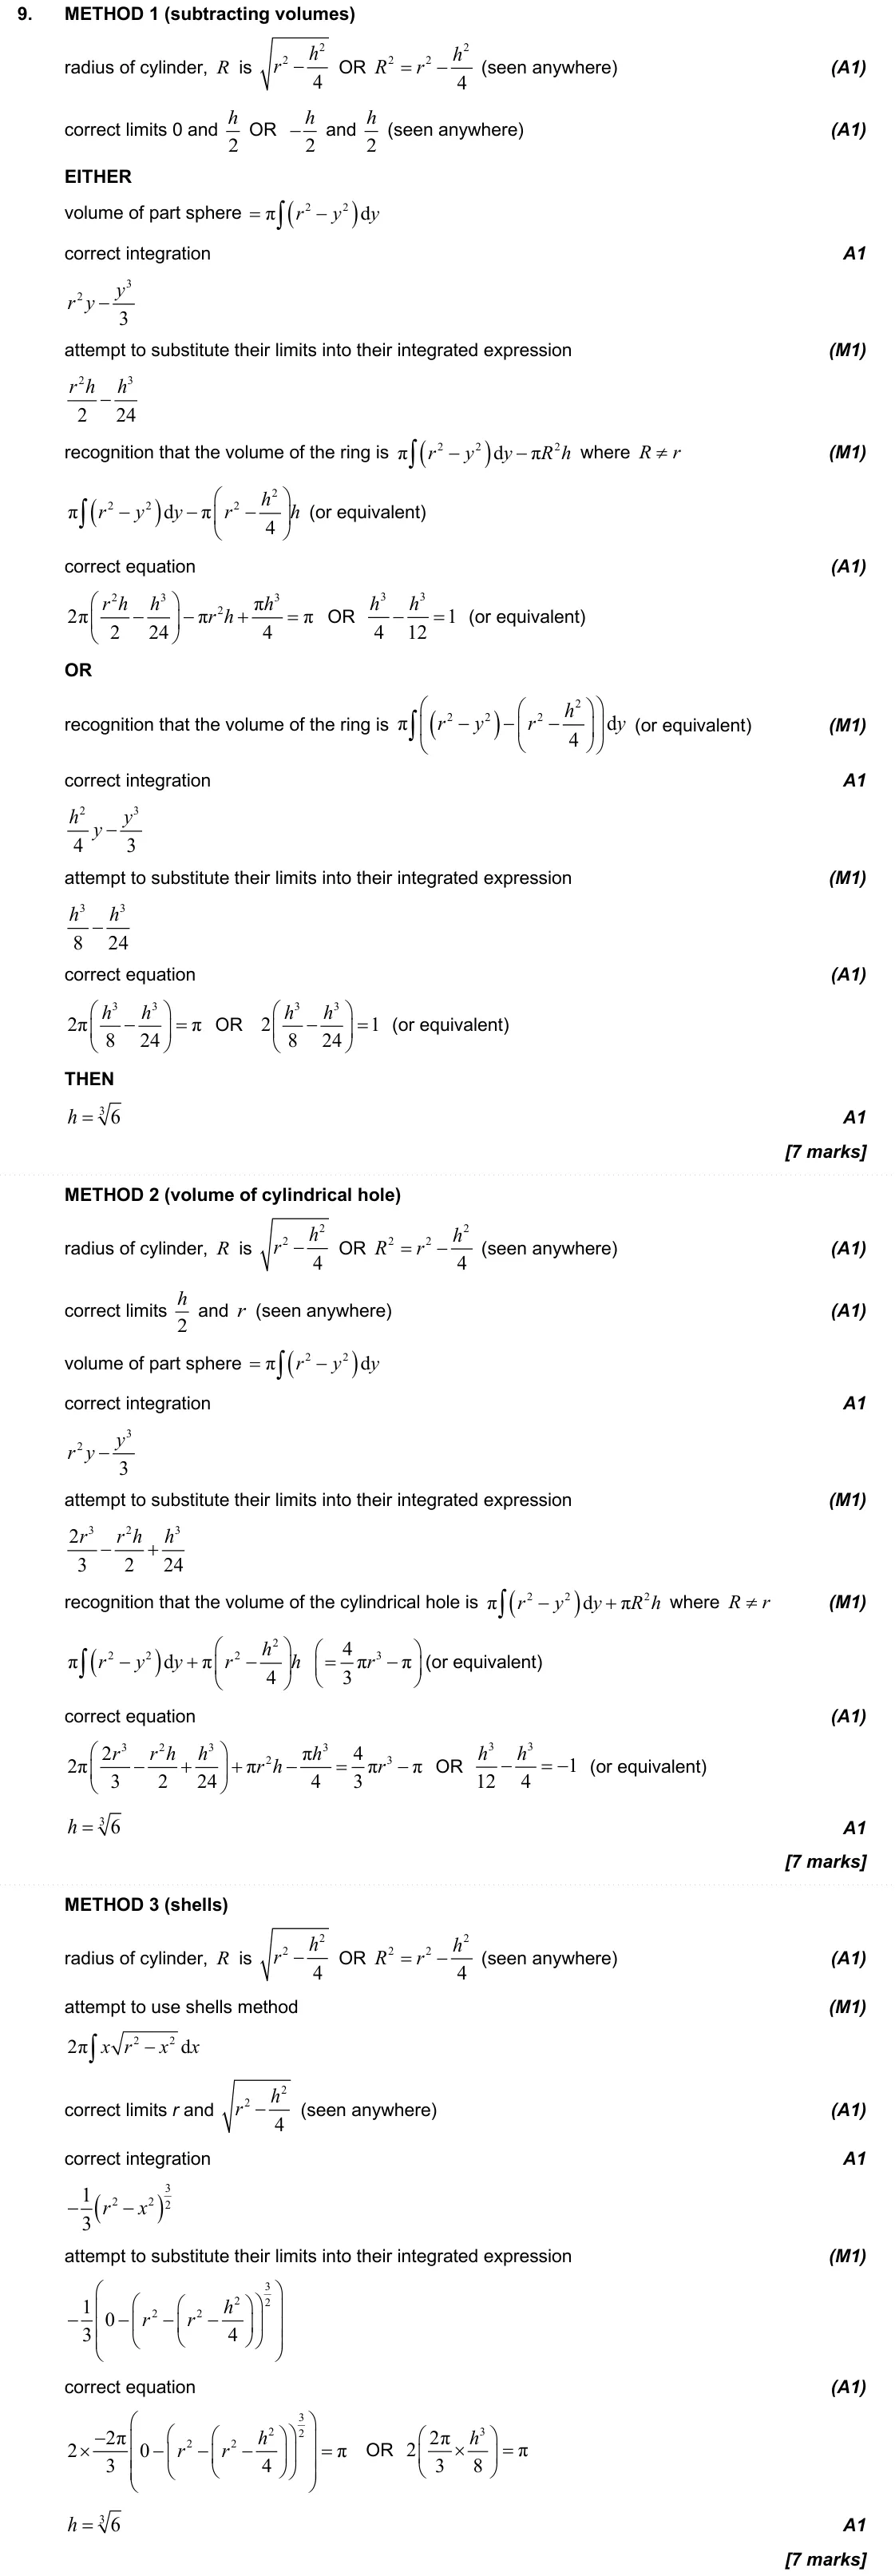 9. METHOD 1 (subtracting volumes)
radius of cylinder, R is √(r² − h²/4) OR R² = r² − h²/4 (seen anywhere) (A1)
correct limits 0 and h/2 OR −h/2 and h/2 (seen anywhere) (A1)
EITHER
volume of part sphere = π∫(r² − y²)dy
correct integration A1
r²y − y³/3
attempt to substitute their limits into their integrated expression (M1)
r²h/2 − h³/24
recognition that the volume of the ring is π∫(r² − y²)dy − πR²h where R ≠ r (M1)
π∫(r² − y²)dy − π(r² − h²/4)h (or equivalent)
correct equation (A1)
2π(r²h/2 − h³/24) − πr²h + πh³/4 = π OR h³/4 − h³/12 = 1 (or equivalent)
OR
recognition that the volume of the ring is π∫((r² − y²) − (r² − h²/4))dy (or equivalent) (M1)
correct integration A1
h²/4 y − y³/3
attempt to substitute their limits into their integrated expression (M1)
h³/8 − h³/24
correct equation (A1)
2π(h³/8 − h³/24) = π OR 2(h³/8 − h³/24) = 1 (or equivalent)
THEN
h = ∛6 A1
[7 marks]
METHOD 2 (volume of cylindrical hole)
radius of cylinder, R is √(r² − h²/4) OR R² = r² − h²/4 (seen anywhere) (A1)
correct limits h/2 and r (seen anywhere) (A1)
volume of part sphere = π∫(r² − y²)dy
correct integration A1
r²y − y³/3
attempt to substitute their limits into their integrated expression (M1)
2r³/3 − r²h/2 + h³/24
recognition that the volume of the cylindrical hole is π∫(r² − y²)dy + πR²h where R ≠ r (M1)
π∫(r² − y²)dy + π(r² − h²/4)h (= 4/3 πr³ − π) (or equivalent)
correct equation (A1)
2π(2r³/3 − r²h/2 + h³/24) + πr²h − πh³/4 = 4/3 πr³ − π OR h³/12 − h³/4 = −1 (or equivalent)
h = ∛6 A1
[7 marks]
METHOD 3 (shells)
radius of cylinder, R is √(r² − h²/4) OR R² = r² − h²/4 (seen anywhere) (A1)
attempt to use shells method (M1)
2π∫x√(r² − x²) dx
correct limits r and √(r² − h²/4) (seen anywhere) (A1)
correct integration A1
−1/3 (r² − x²)^(3/2)
attempt to substitute their limits into their integrated expression (M1)
−1/3 (0 − (r² − (r² − h²/4))^(3/2))
correct equation (A1)
2 × −2π/3 (0 − (r² − (r² − h²/4))^(3/2)) = π OR 2(2π/3 × h³/8) = π
h = ∛6 A1
[7 marks]